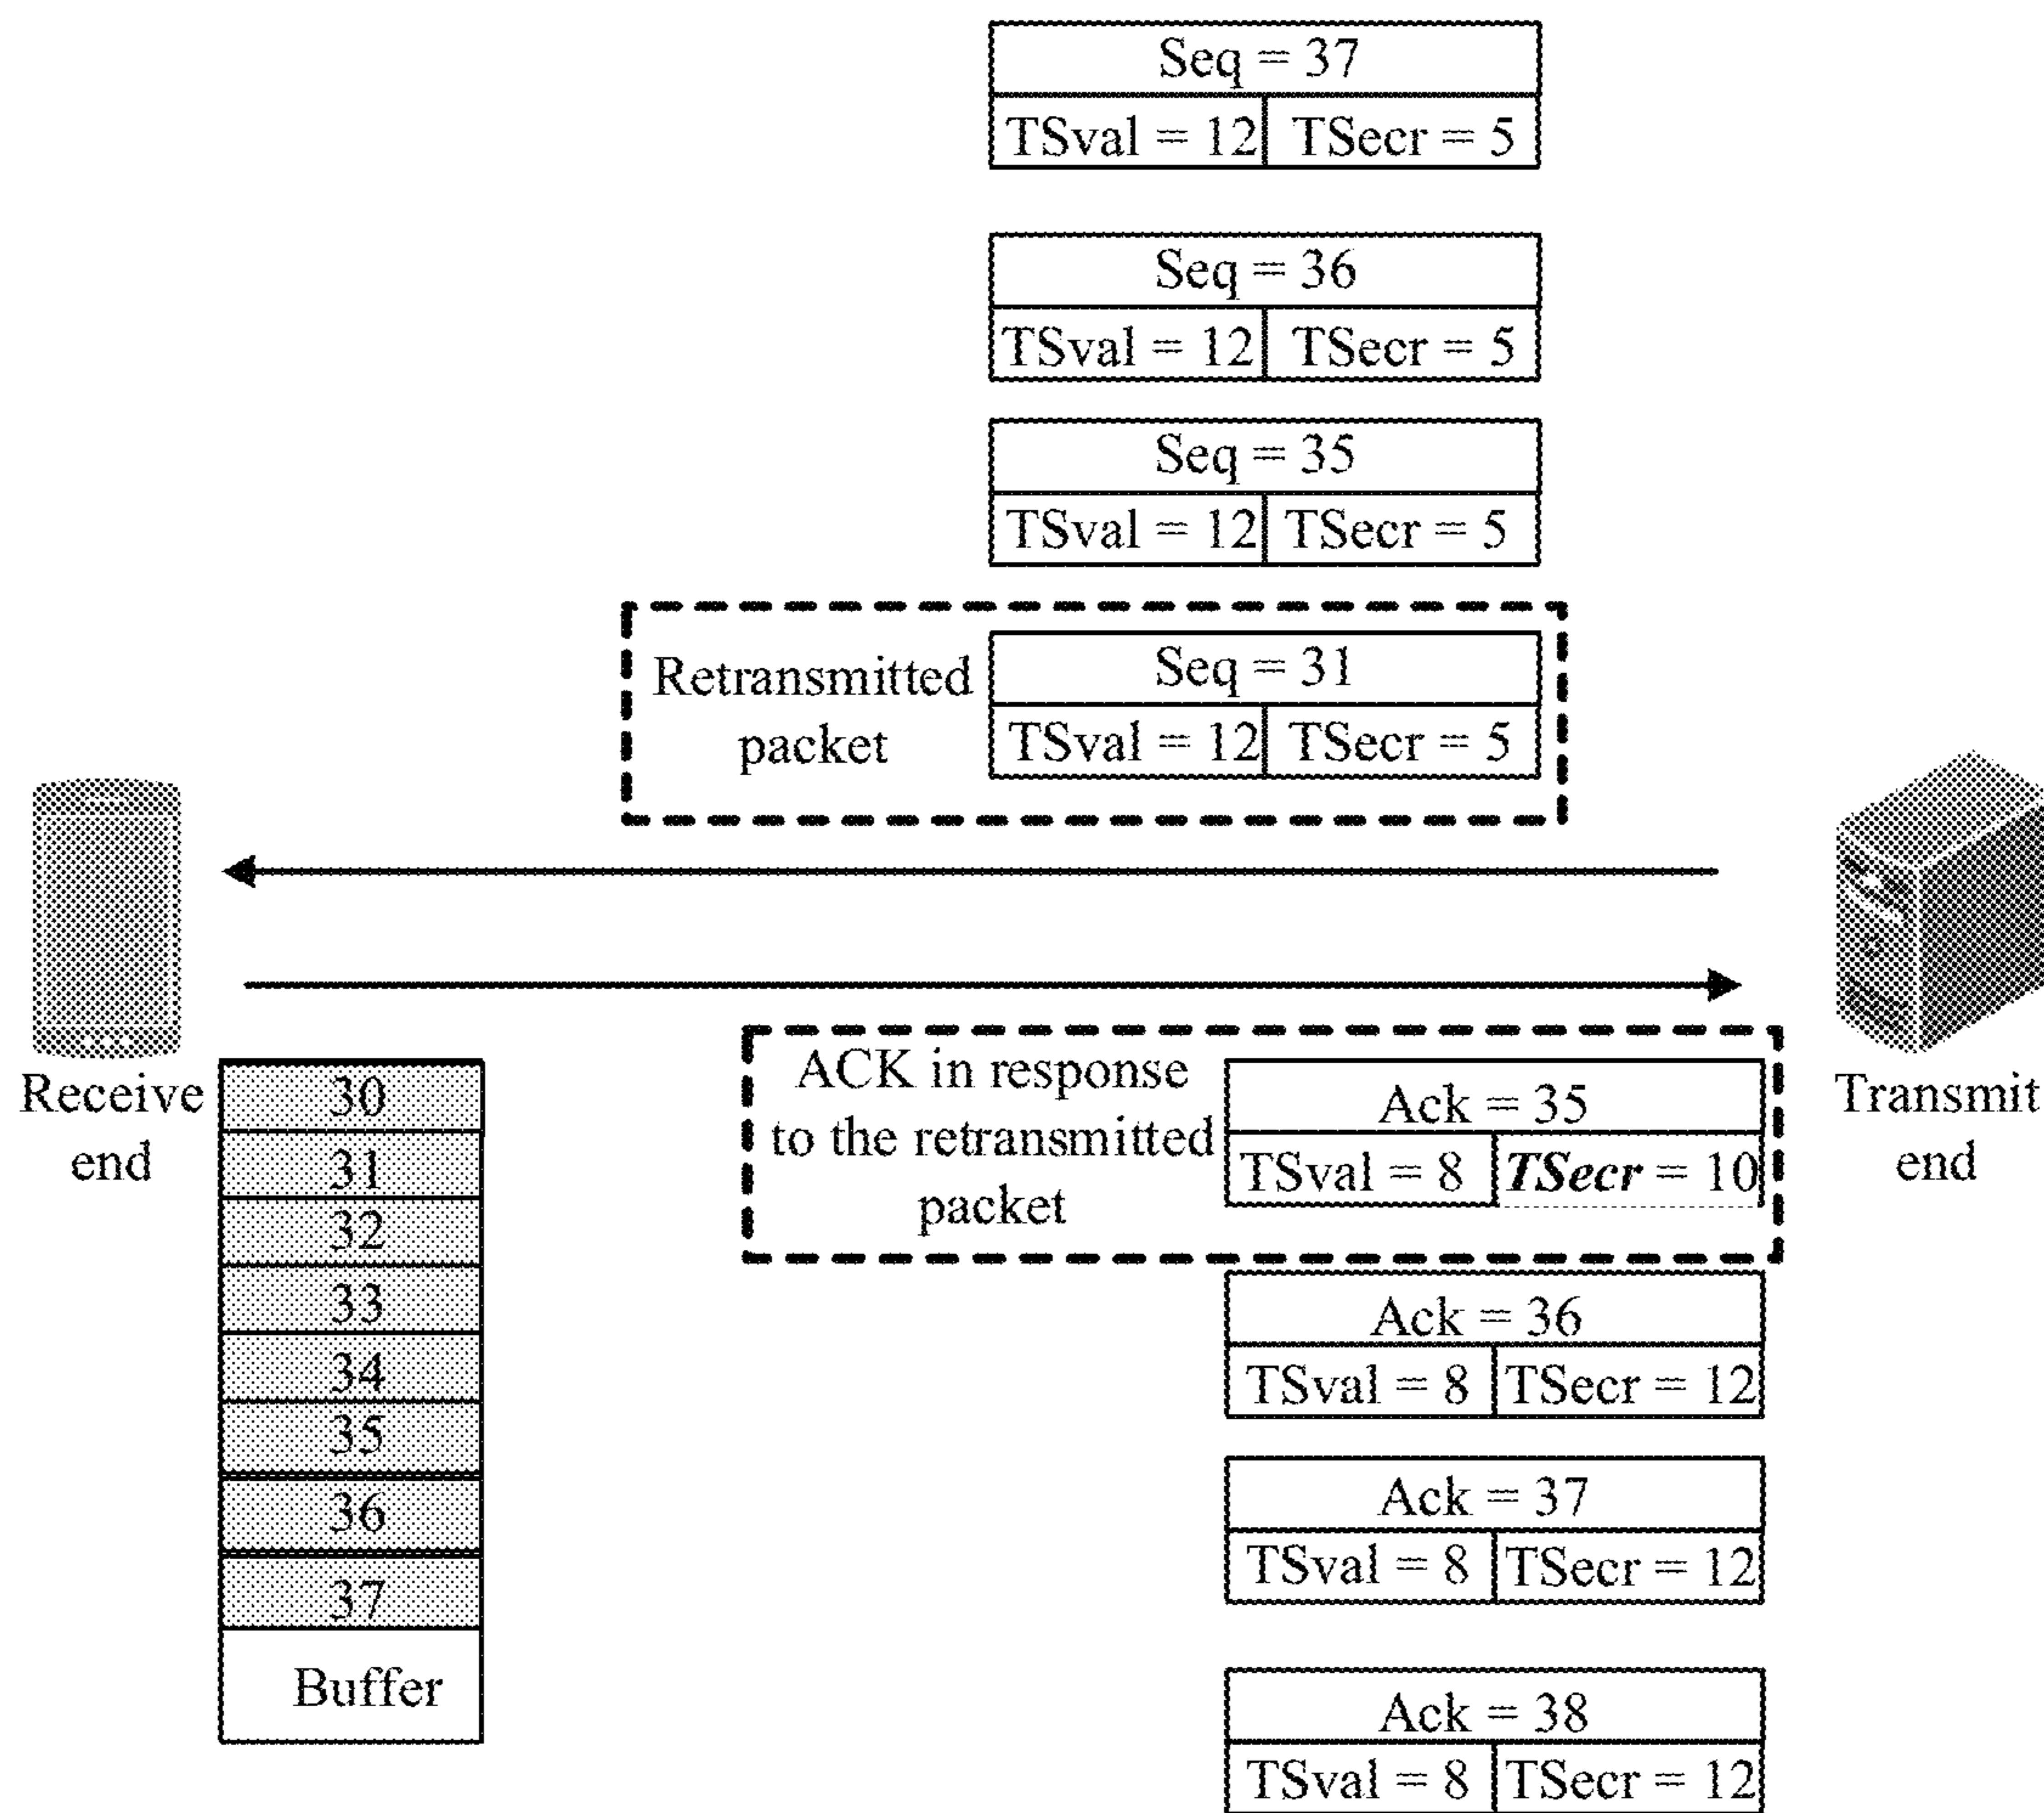 Seq = 37
TSval = 12 TSecr = 5
Seq = 36
TSval = 12 TSecr = 5
Seq = 35
TSval = 12 TSecr = 5
Retransmitted
packet
Seq = 31
TSval = 12 TSecr = 5
Receive
end
Transmit
end
30
31
32
33
34
35
36
37
Buffer
ACK in response
to the retransmitted
packet
Ack = 35
TSval = 8 TSecr = 10
Ack = 36
TSval = 8 TSecr = 12
Ack = 37
TSval = 8 TSecr = 12
Ack = 38
TSval = 8 TSecr = 12